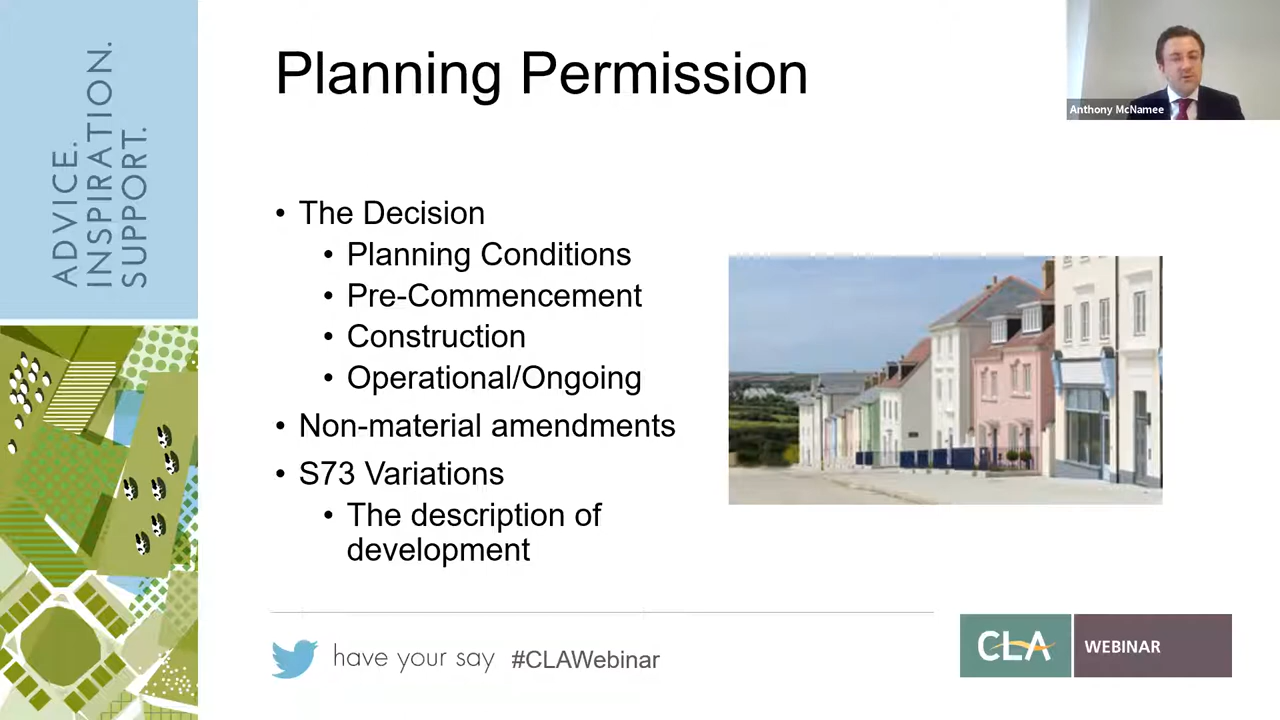 ADVICE.
INSPIRATION.
SUPPORT.
Planning Permission
Anthony McNamee
• The Decision
• Planning Conditions
• Pre-Commencement
• Construction
• Operational/Ongoing
• Non-material amendments
• S73 Variations
• The description of
development
have your say #CLAWebinar
CLA WEBINAR